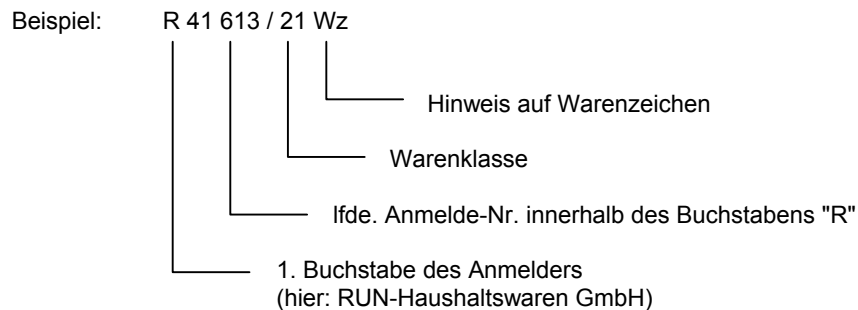 Beispiel: R 41 613 / 21 Wz
Hinweis auf Warenzeichen
Warenklasse
lfde. Anmelde-Nr. innerhalb des Buchstabens "R"
1. Buchstabe des Anmelders
(hier: RUN-Haushaltswaren GmbH)